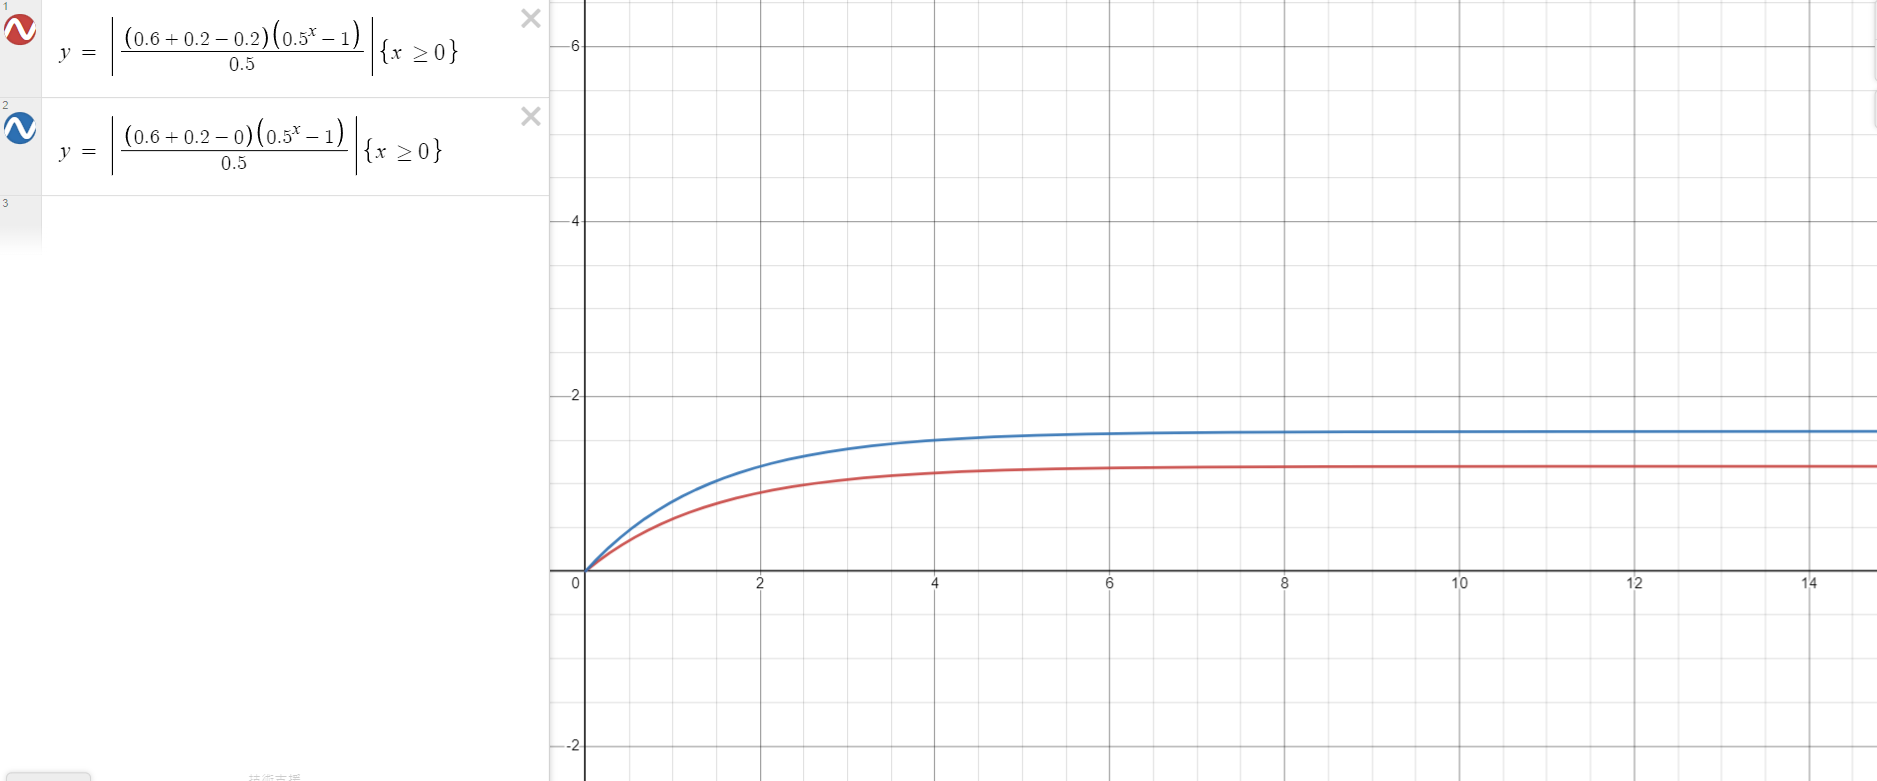 1
y = |(0.6 + 0.2 − 0.2)(0.5^x − 1) / 0.5| {x ≥ 0}
2
y = |(0.6 + 0.2 − 0)(0.5^x − 1) / 0.5| {x ≥ 0}
3
6
4
2
0 2 4 6 8 10 12 14
-2